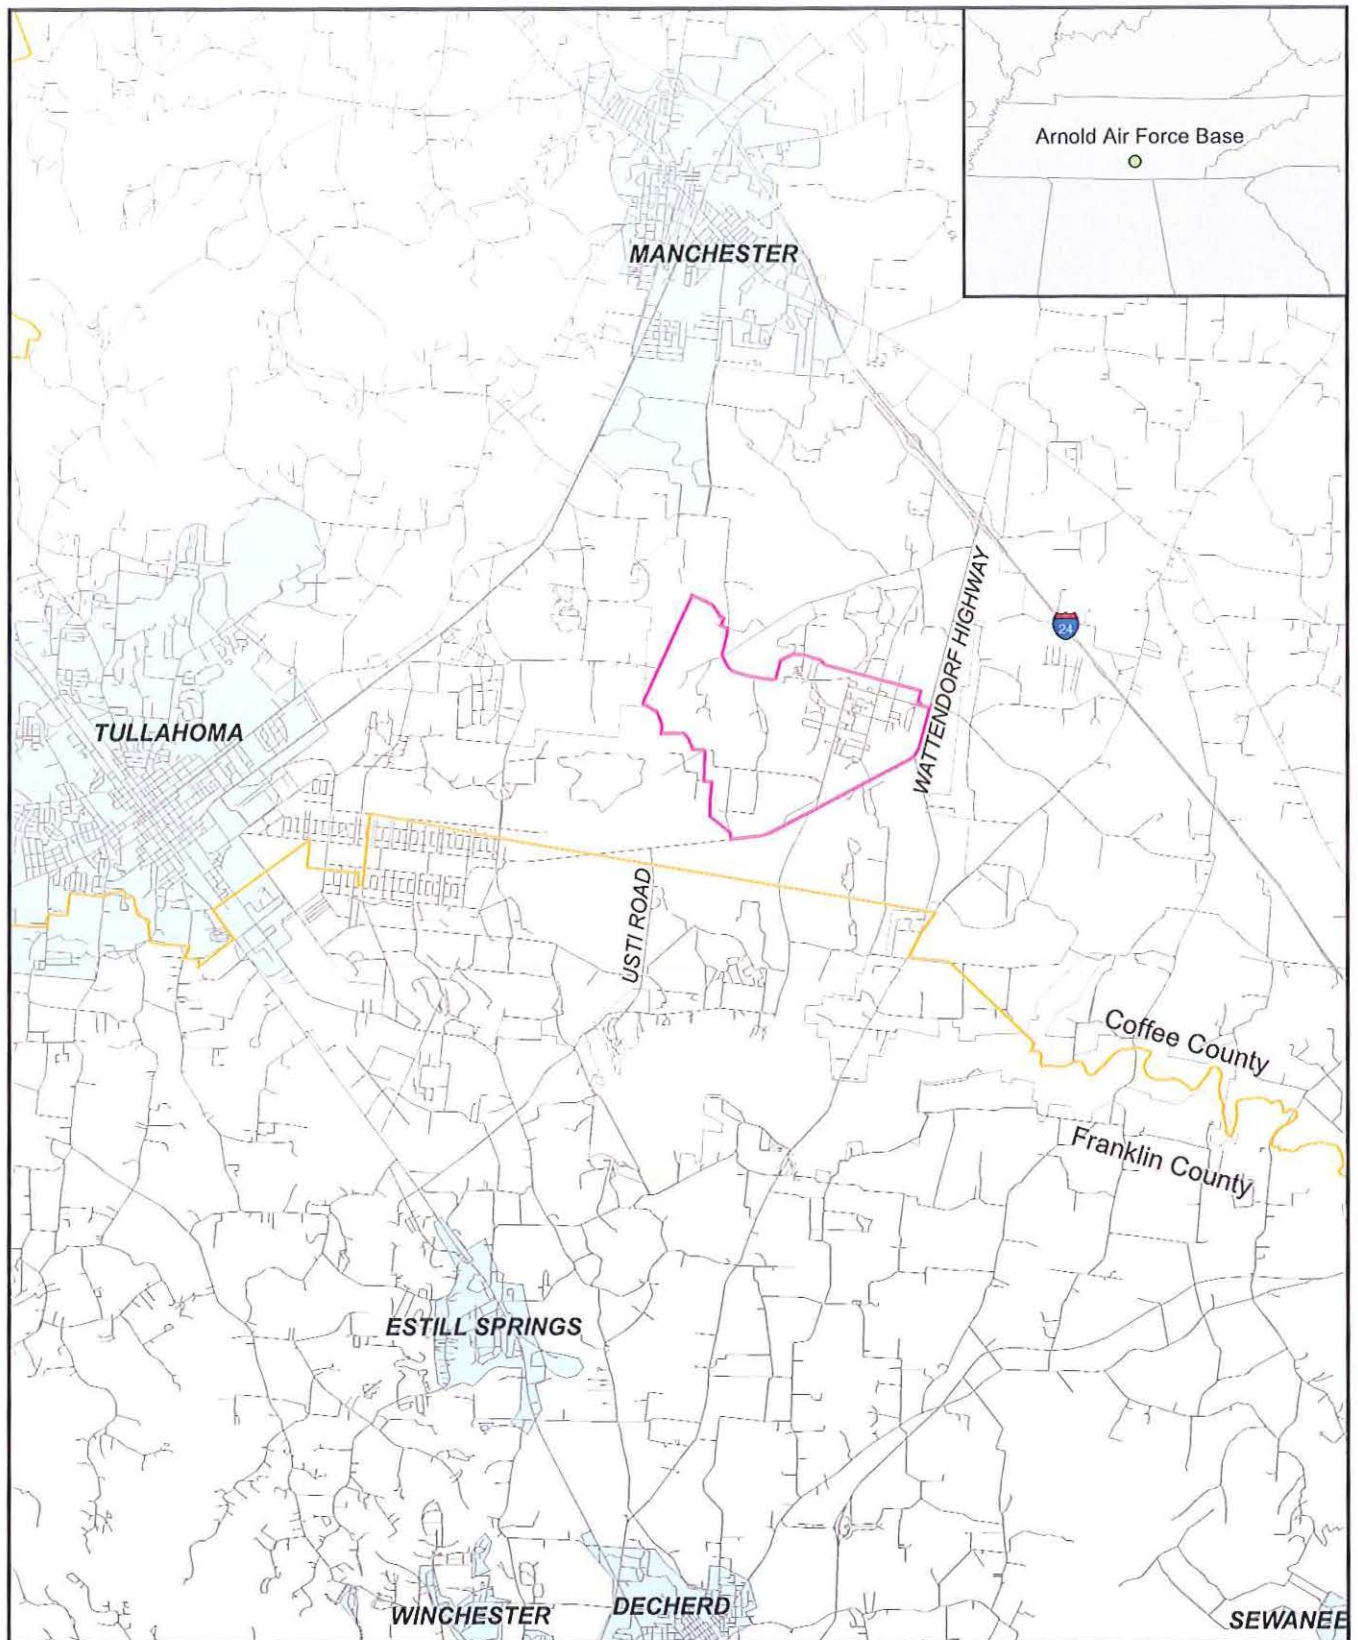 Arnold Air Force Base
MANCHESTER
WATTENDORF HIGHWAY
24
TULLAHOMA
USTI ROAD
Coffee County
Franklin County
ESTILL SPRINGS
WINCHESTER
DECHERD
SEWANEE